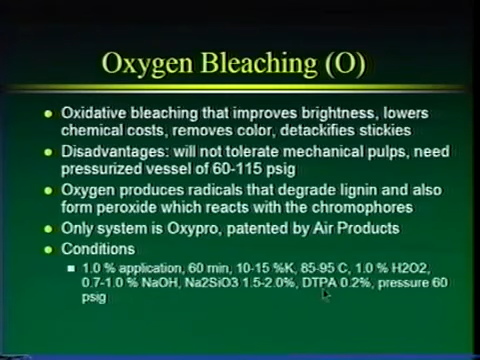 Oxygen Bleaching (O)
Oxidative bleaching that improves brightness, lowers
chemical costs, removes color, detackifies stickies
Disadvantages: will not tolerate mechanical pulps, need
pressurized vessel of 60-115 psig
Oxygen produces radicals that degrade lignin and also
form peroxide which reacts with the chromophores
Only system is Oxypro, patented by Air Products
Conditions
1.0 % application, 60 min, 10-15 %K, 85-95 C, 1.0 % H2O2,
0.7-1.0 % NaOH, Na2SiO3 1.5-2.0%, DTPA 0.2%, pressure 60
psig